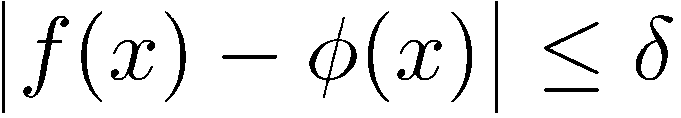 |f(x) − ϕ(x)| ≤ δ